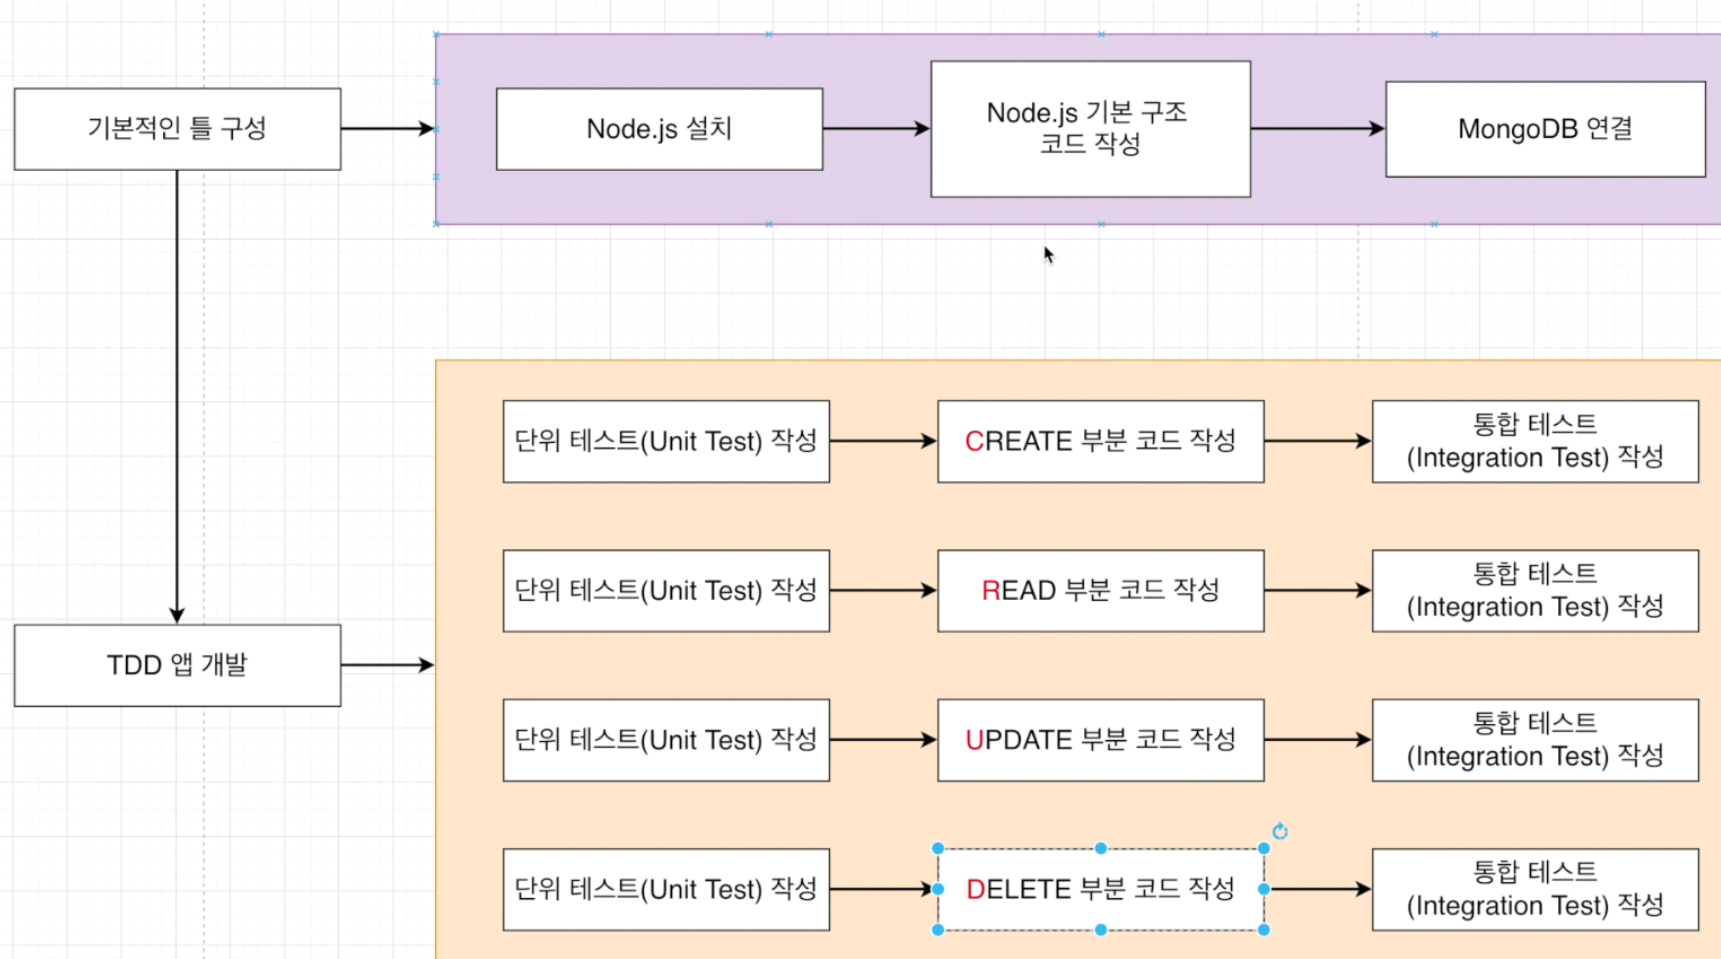 기본적인 틀 구성
Node.js 설치
Node.js 기본 구조
코드 작성
MongoDB 연결
TDD 앱 개발
단위 테스트(Unit Test) 작성
CREATE 부분 코드 작성
통합 테스트
(Integration Test) 작성
단위 테스트(Unit Test) 작성
READ 부분 코드 작성
통합 테스트
(Integration Test) 작성
단위 테스트(Unit Test) 작성
UPDATE 부분 코드 작성
통합 테스트
(Integration Test) 작성
단위 테스트(Unit Test) 작성
DELETE 부분 코드 작성
통합 테스트
(Integration Test) 작성